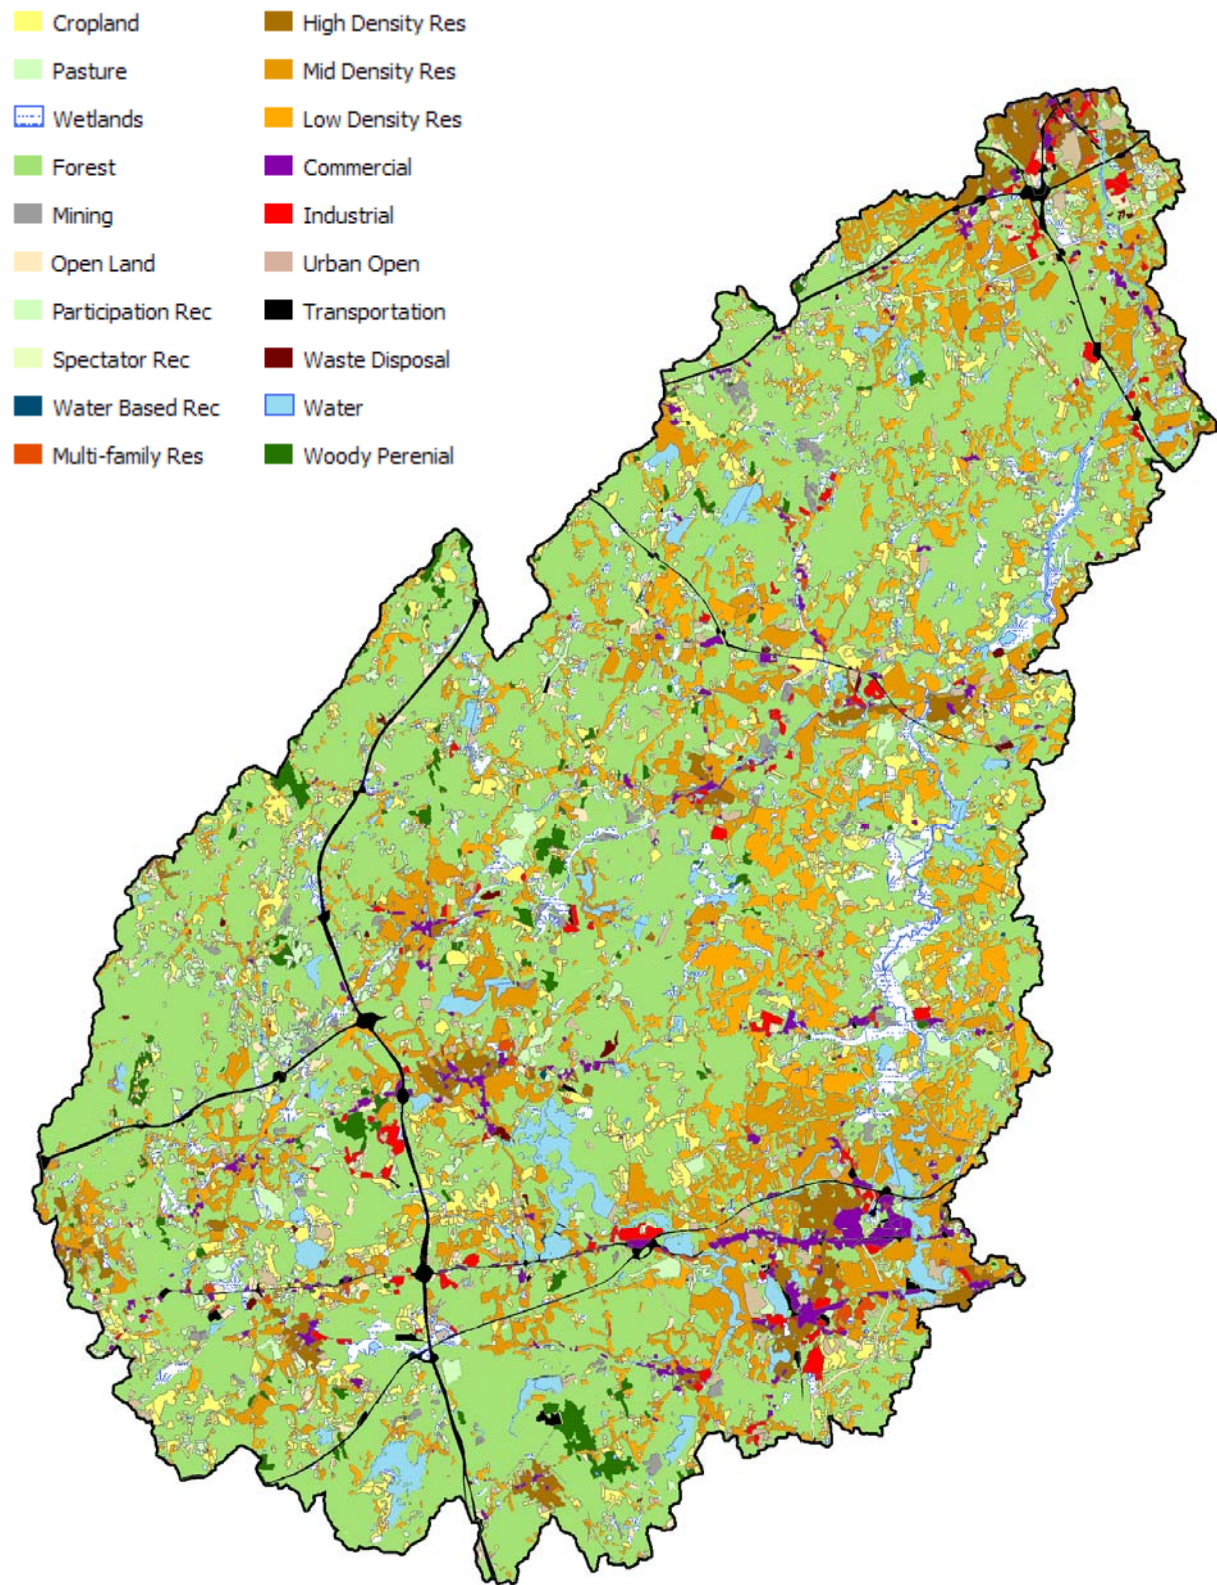 Cropland
High Density Res
Pasture
Mid Density Res
Wetlands
Low Density Res
Forest
Commercial
Mining
Industrial
Open Land
Urban Open
Participation Rec
Transportation
Spectator Rec
Waste Disposal
Water Based Rec
Water
Multi-family Res
Woody Perenial